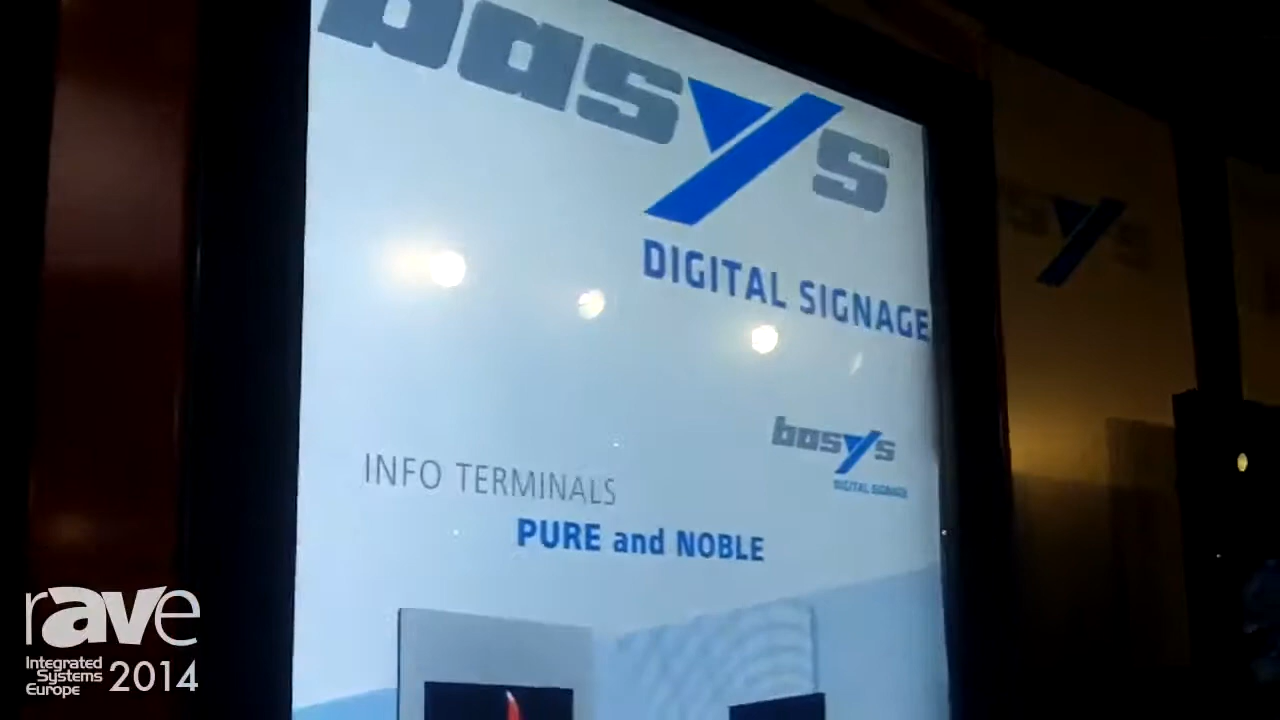 basys
DIGITAL SIGNAGE
basys
DIGITAL SIGNAGE
INFO TERMINALS
PURE and NOBLE
rAVe
Integrated
Systems
Europe
2014